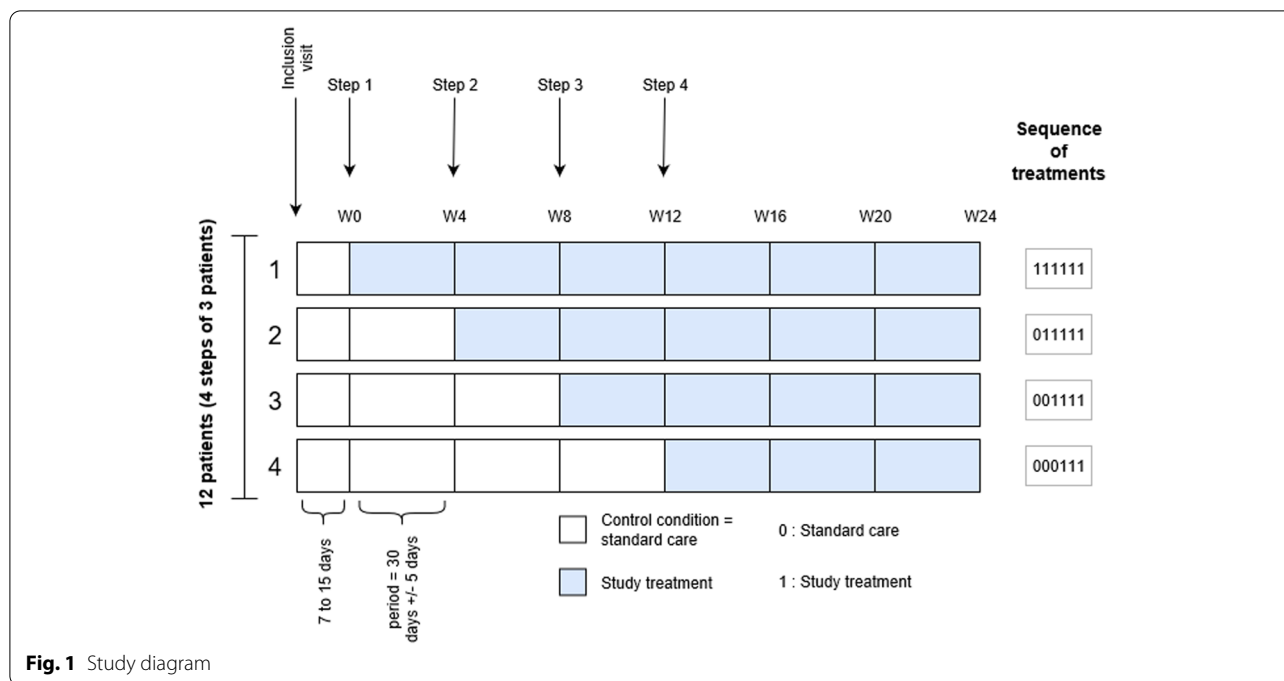 Inclusion
visit
Step 1
Step 2
Step 3
Step 4
Sequence
of
treatments
W0
W4
W8
W12
W16
W20
W24
12 patients (4 steps of 3 patients)
1
111111
2
011111
3
001111
4
000111
7 to 15 days
period = 30
days +/- 5 days
Control condition =
standard care
0 : Standard care
Study treatment
1 : Study treatment
Fig. 1 Study diagram